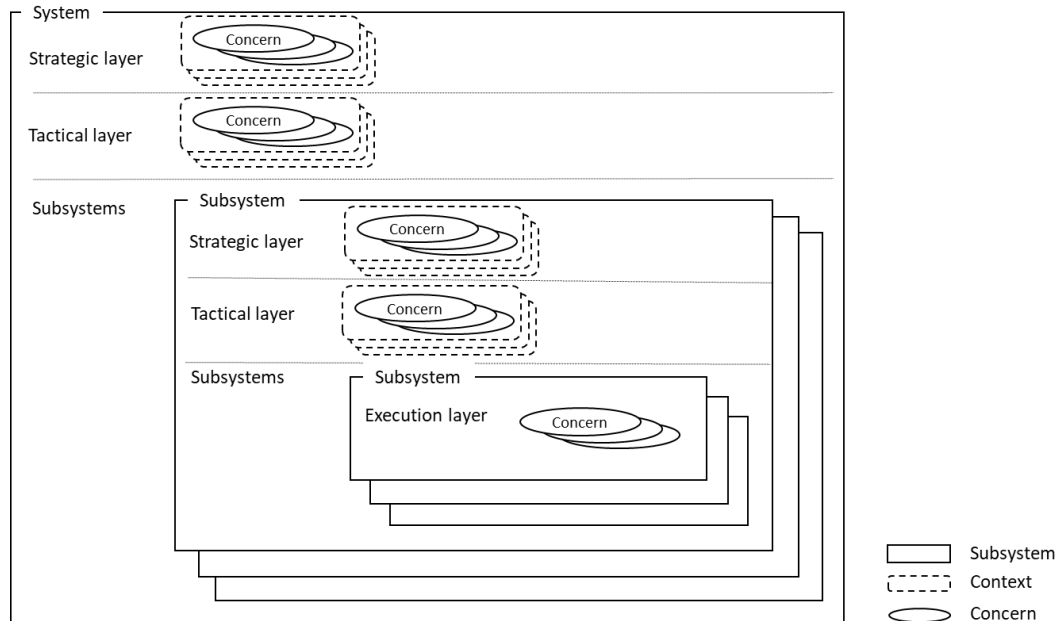 System
Concern
Strategic layer
Concern
Tactical layer
Subsystems
Subsystem
Concern
Strategic layer
Concern
Tactical layer
Subsystems
Subsystem
Execution layer
Concern
Subsystem
Context
Concern